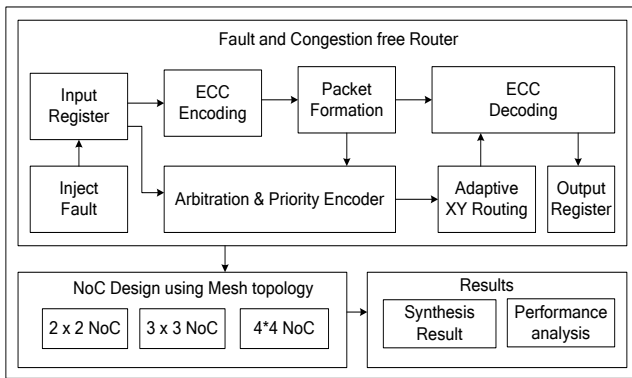 Fault and Congestion free Router
Input
Register
ECC
Encoding
Packet
Formation
ECC
Decoding
Inject
Fault
Arbitration & Priority Encoder
Adaptive
XY Routing
Output
Register
NoC Design using Mesh topology
2 x 2 NoC
3 x 3 NoC
4*4 NoC
Results
Synthesis
Result
Performance
analysis